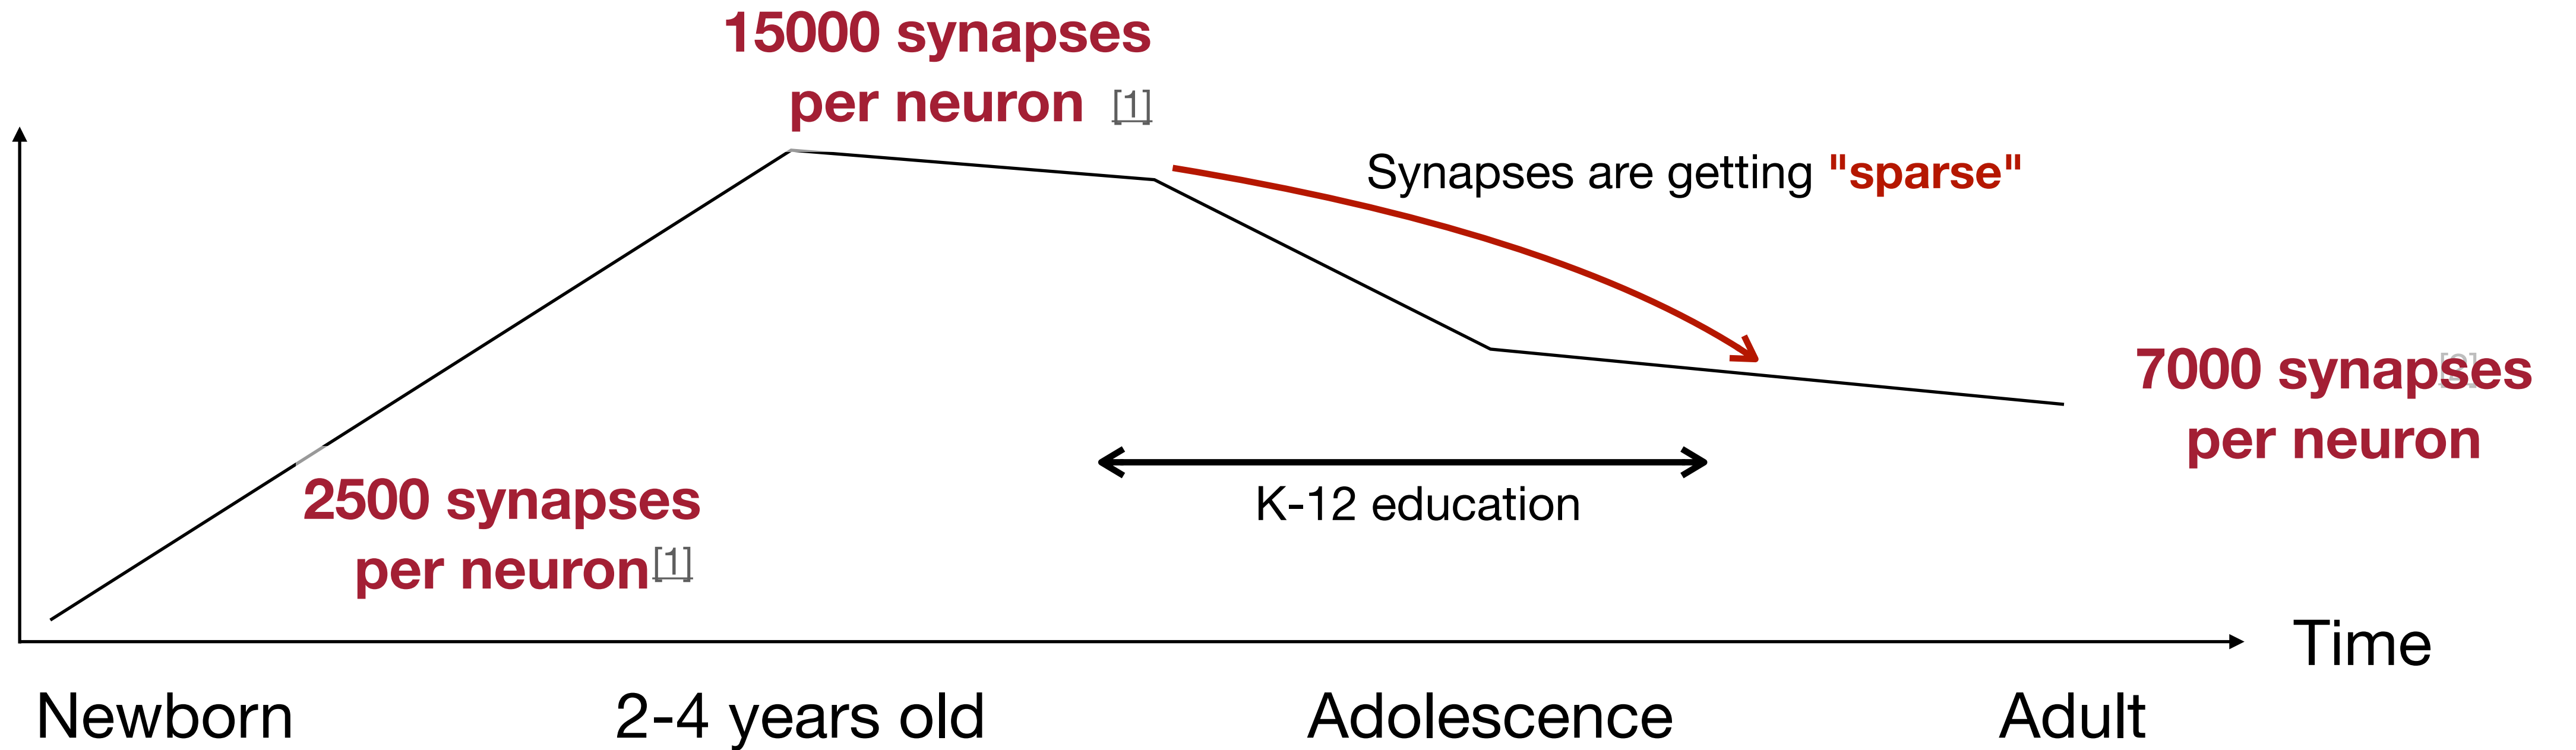 15000 synapses
per neuron [1]
Synapses are getting "sparse"
7000 synapses
per neuron
2500 synapses
per neuron[1]
K-12 education
Time
Newborn
2-4 years old
Adolescence
Adult